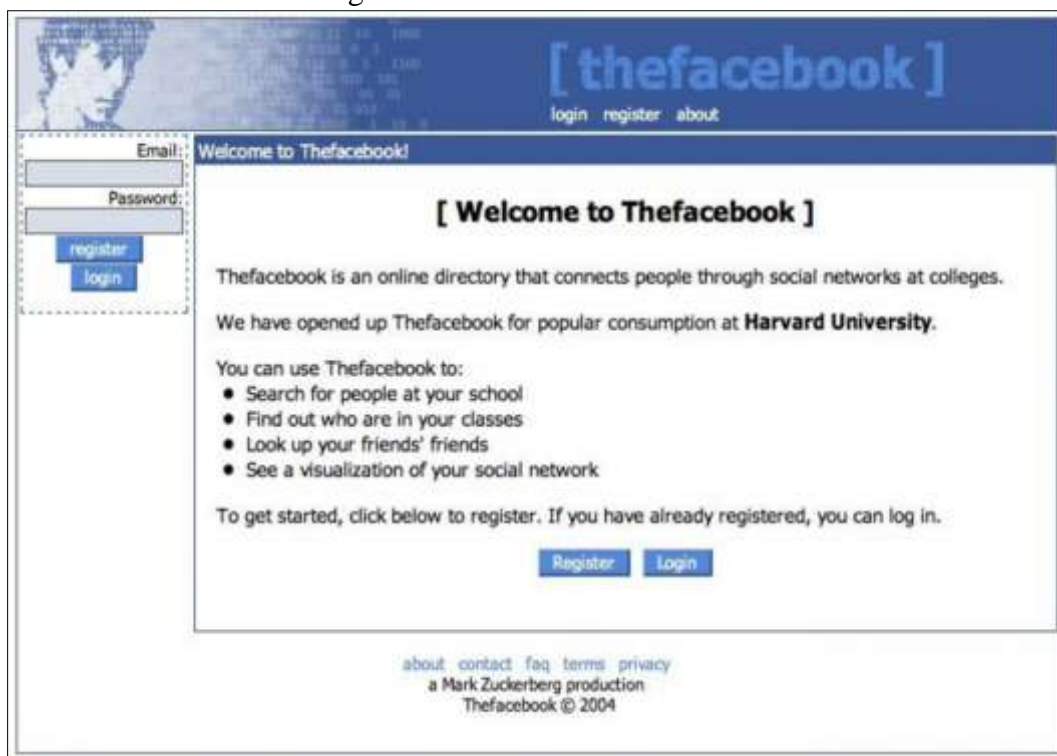 [ thefacebook ]
login register about
Email:
Password:
register
login
Welcome to Thefacebook!
[ Welcome to Thefacebook ]
Thefacebook is an online directory that connects people through social networks at colleges.
We have opened up Thefacebook for popular consumption at Harvard University.
You can use Thefacebook to:
• Search for people at your school
• Find out who are in your classes
• Look up your friends' friends
• See a visualization of your social network
To get started, click below to register. If you have already registered, you can log in.
Register Login
about contact faq terms privacy
a Mark Zuckerberg production
Thefacebook © 2004